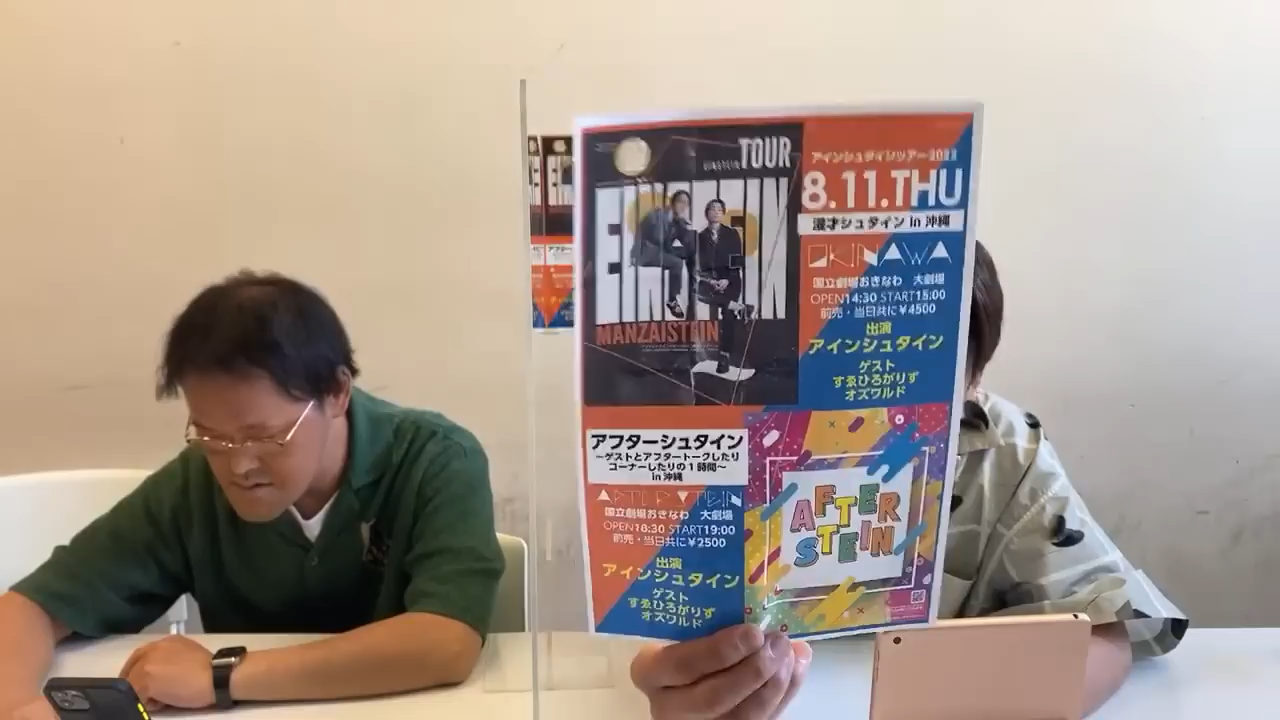 TOUR
EINSTEIN
MANZAISTEIN
アインシュタインツアー2022
8.11.THU
漫才シュタイン in 沖縄
OKINAWA
国立劇場おきなわ 大劇場
OPEN14:30 START15:00
前売・当日共に¥4500
出演
アインシュタイン
ゲスト
すゑひろがりず
オズワルド
アフターシュタイン
~ゲストとアフタートークしたり
コーナーしたりの1時間~
in 沖縄
AFTER STEIN
国立劇場おきなわ 大劇場
OPEN18:30 START19:00
前売・当日共に¥2500
出演
アインシュタイン
ゲスト
すゑひろがりず
オズワルド
AFTER
STEIN